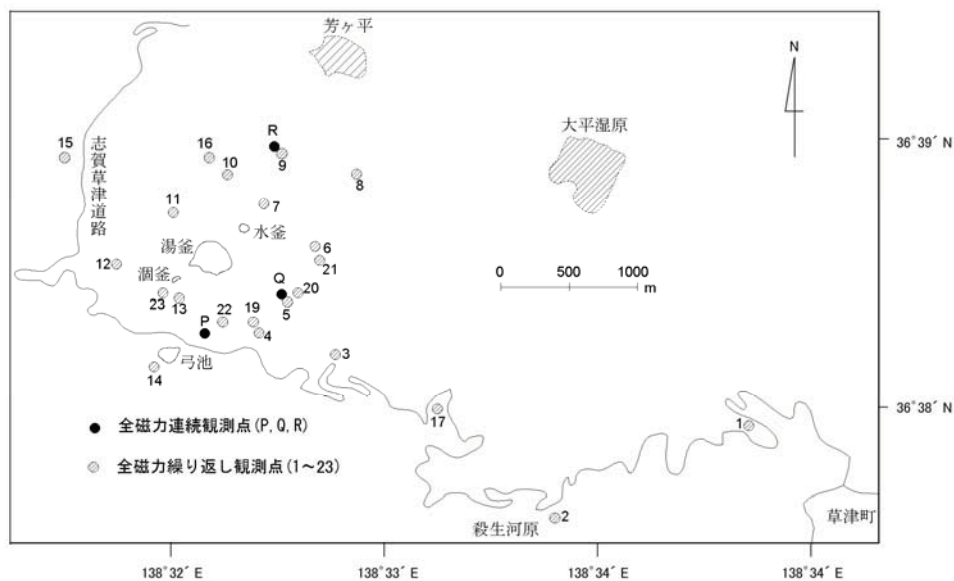 芳ヶ平
N
大平湿原
R
36°39′ N
15
16
10
9
8
志賀草津道路
11
7
水釜
湯釜
6
21
12
涸釜
Q
20
0 500 1000
m
23
13
5
22
19
4
P
3
弓池
14
17
36°38′ N
1
全磁力連続観測点(P,Q,R)
全磁力繰り返し観測点(1～23)
2
殺生河原
草津町
138°32′ E
138°33′ E
138°34′ E
138°34′ E